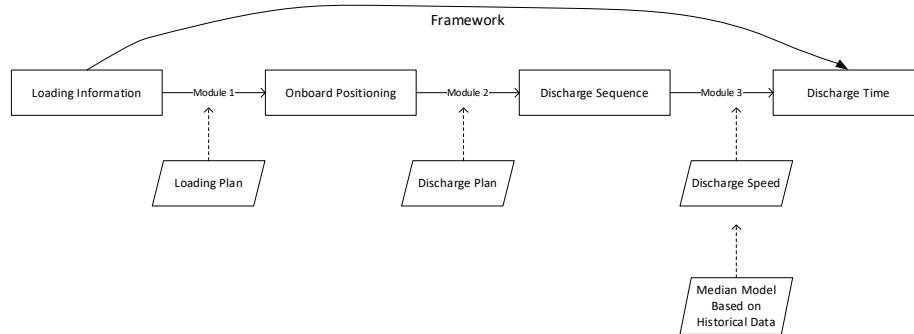 Framework
Loading Information
Module 1
Onboard Positioning
Module 2
Discharge Sequence
Module 3
Discharge Time
Loading Plan
Discharge Plan
Discharge Speed
Median Model
Based on
Historical Data